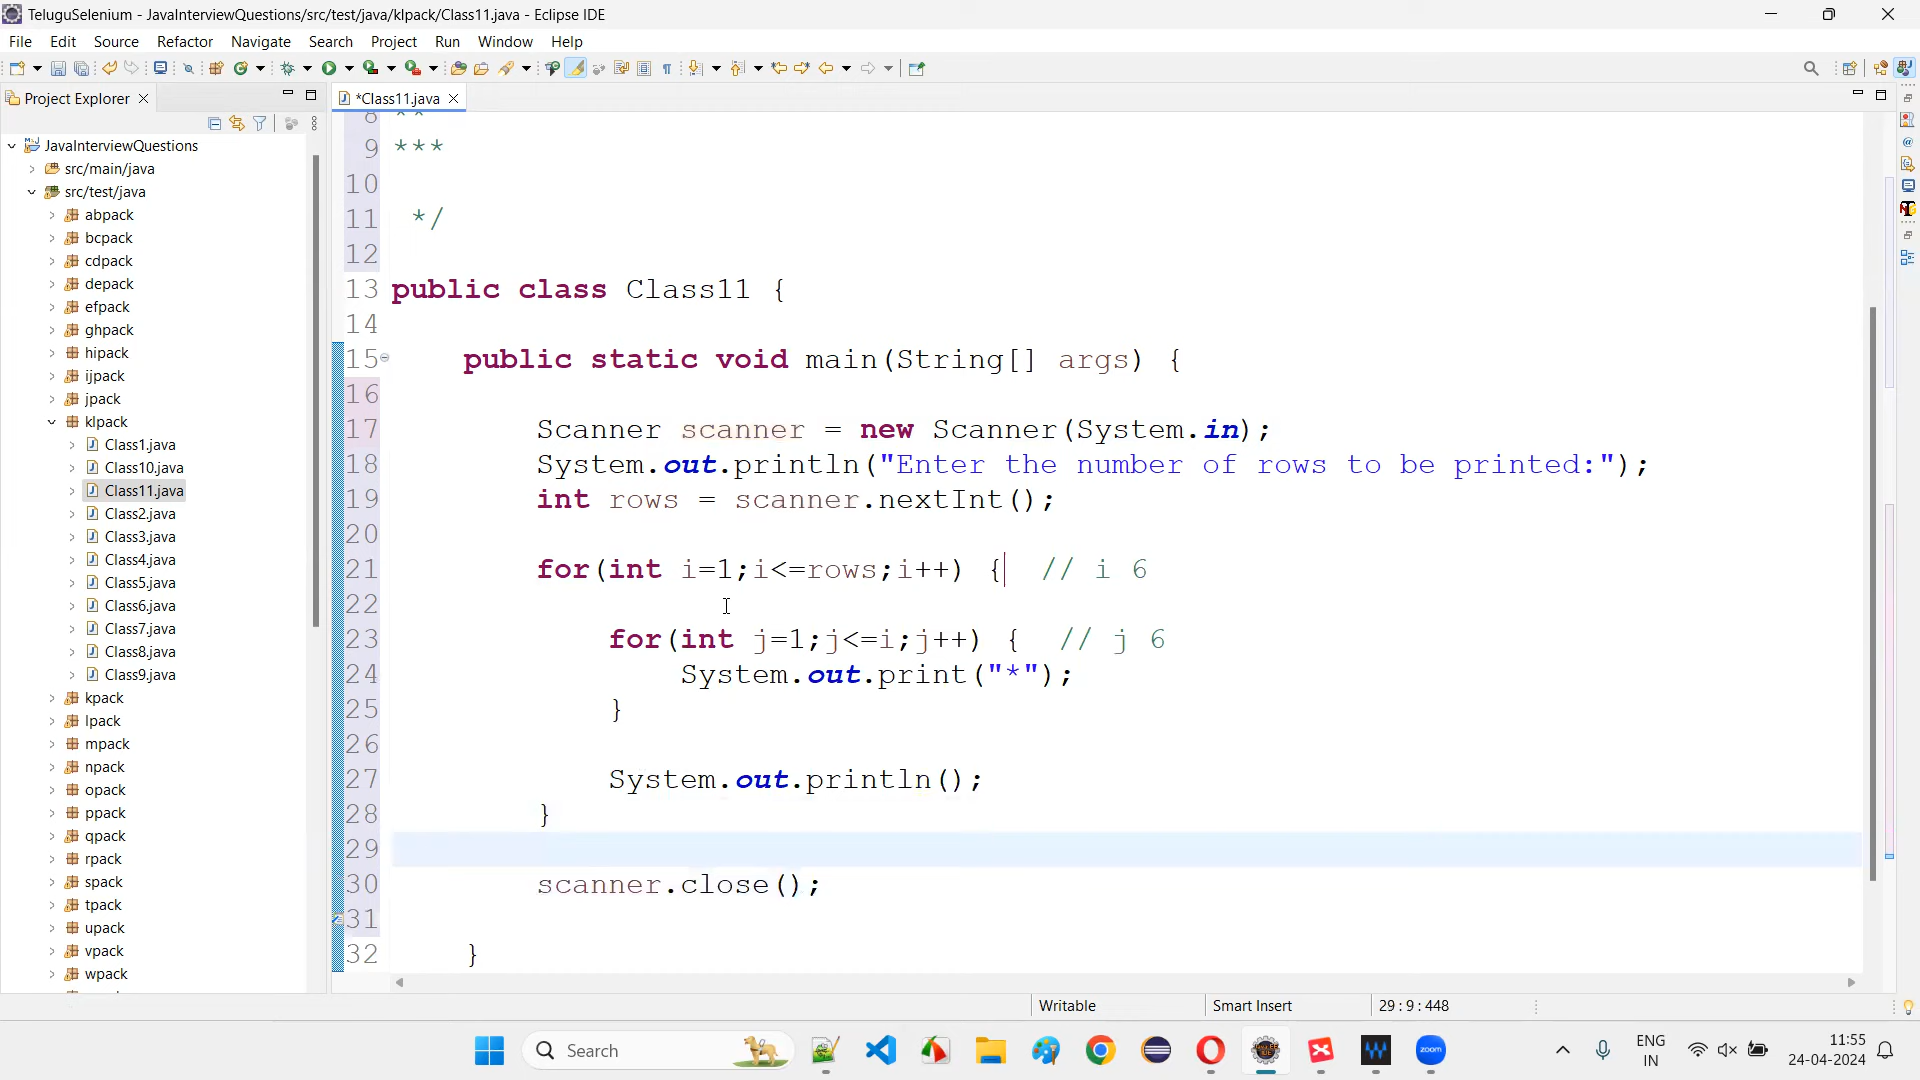 TeluguSelenium - JavaInterviewQuestions/src/test/java/klpack/Class11.java - Eclipse IDE
File Edit Source Refactor Navigate Search Project Run Window Help
Project Explorer
*Class11.java
JavaInterviewQuestions
src/main/java
src/test/java
abpack
bcpack
cdpack
depack
efpack
ghpack
hipack
ijpack
jpack
klpack
Class1.java
Class10.java
Class11.java
Class2.java
Class3.java
Class4.java
Class5.java
Class6.java
Class7.java
Class8.java
Class9.java
kpack
lpack
mpack
npack
opack
ppack
qpack
rpack
spack
tpack
upack
vpack
wpack
8 **
9 ***
10
11 */
12
13 public class Class11 {
14
15 public static void main(String[] args) {
16
17 Scanner scanner = new Scanner(System.in);
18 System.out.println("Enter the number of rows to be printed:");
19 int rows = scanner.nextInt();
20
21 for(int i=1;i<=rows;i++) { // i 6
22
23 for(int j=1;j<=i;j++) { // j 6
24 System.out.print("*");
25 }
26
27 System.out.println();
28 }
29
30 scanner.close();
31
32 }
Writable Smart Insert 29 : 9 : 448
Search
zoom
ENG
IN
11:55
24-04-2024